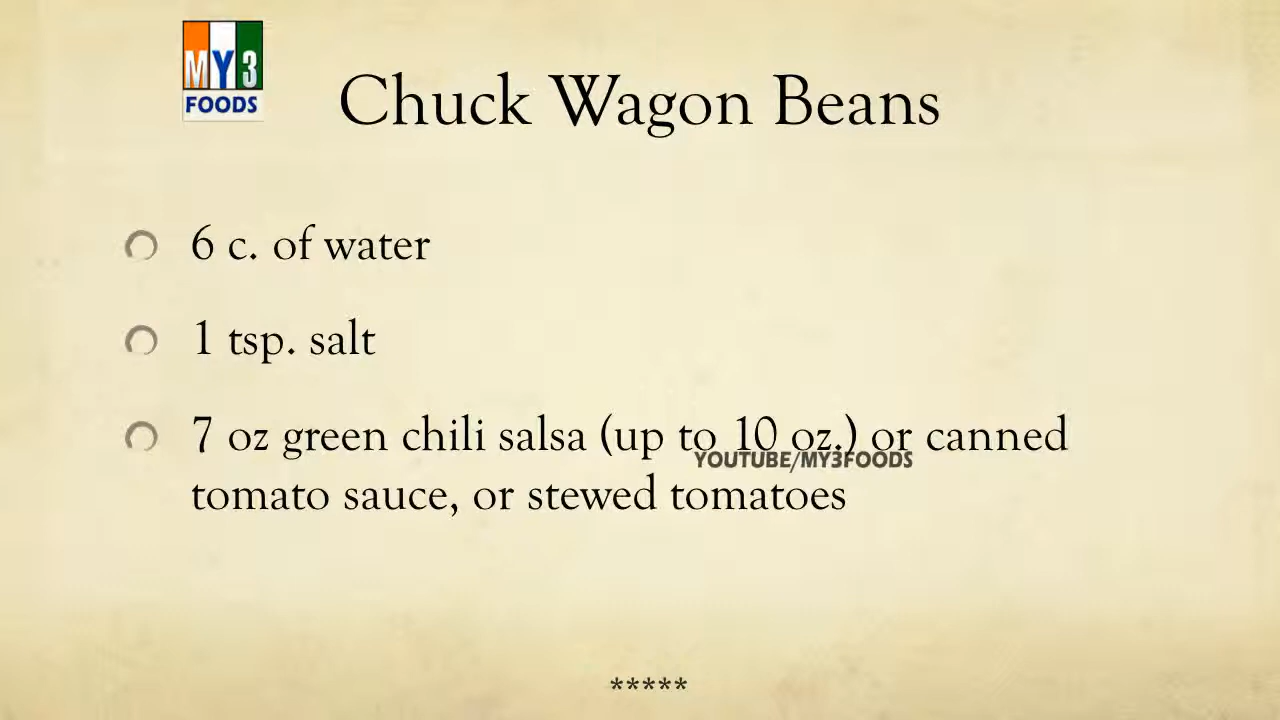 MY3
FOODS
Chuck Wagon Beans
6 c. of water
1 tsp. salt
7 oz green chili salsa (up to 10 oz.) or canned
YOUTUBE/MY3FOODS
tomato sauce, or stewed tomatoes
*****